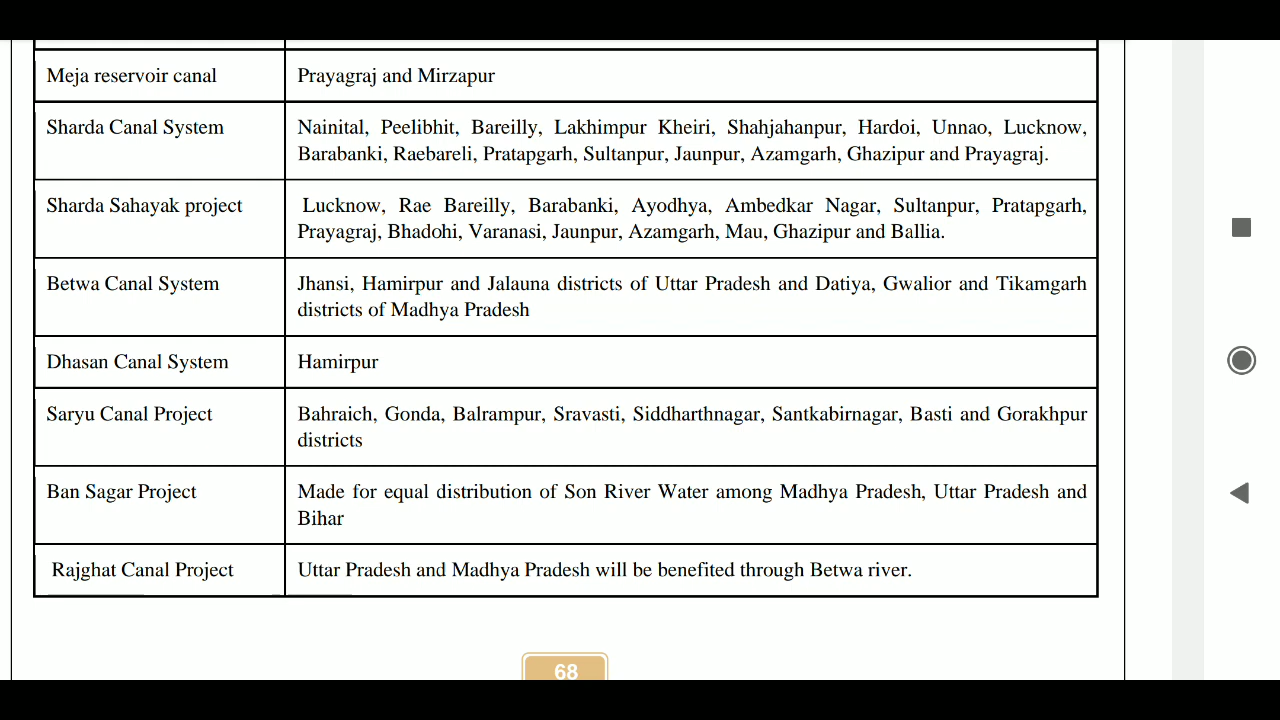 Meja reservoir canal
Prayagraj and Mirzapur
Sharda Canal System
Nainital, Peelibhit, Bareilly, Lakhimpur Kheiri, Shahjahanpur, Hardoi, Unnao, Lucknow,
Barabanki, Raebareli, Pratapgarh, Sultanpur, Jaunpur, Azamgarh, Ghazipur and Prayagraj.
Sharda Sahayak project
Lucknow, Rae Bareilly, Barabanki, Ayodhya, Ambedkar Nagar, Sultanpur, Pratapgarh,
Prayagraj, Bhadohi, Varanasi, Jaunpur, Azamgarh, Mau, Ghazipur and Ballia.
Betwa Canal System
Jhansi, Hamirpur and Jalauna districts of Uttar Pradesh and Datiya, Gwalior and Tikamgarh
districts of Madhya Pradesh
Dhasan Canal System
Hamirpur
Saryu Canal Project
Bahraich, Gonda, Balrampur, Sravasti, Siddharthnagar, Santkabirnagar, Basti and Gorakhpur
districts
Ban Sagar Project
Made for equal distribution of Son River Water among Madhya Pradesh, Uttar Pradesh and
Bihar
Rajghat Canal Project
Uttar Pradesh and Madhya Pradesh will be benefited through Betwa river.
68